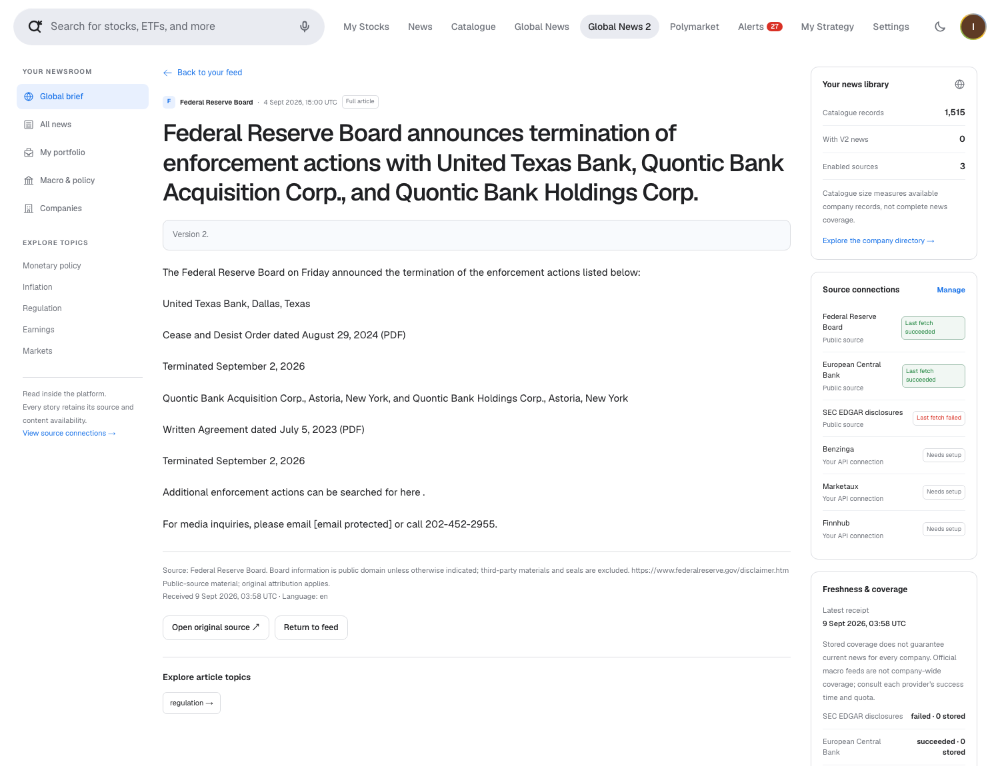 Search for stocks, ETFs, and more
My Stocks
News
Catalogue
Global News
Global News 2
Polymarket
Alerts 27
My Strategy
Settings
I
YOUR NEWSROOM
Global brief
All news
My portfolio
Macro & policy
Companies
EXPLORE TOPICS
Monetary policy
Inflation
Regulation
Earnings
Markets
Read inside the platform.
Every story retains its source and
content availability.
View source connections →
← Back to your feed
F Federal Reserve Board · 4 Sept 2026, 15:00 UTC Full article
Federal Reserve Board announces termination of
enforcement actions with United Texas Bank, Quontic Bank
Acquisition Corp., and Quontic Bank Holdings Corp.
Version 2.
The Federal Reserve Board on Friday announced the termination of the enforcement actions listed below:
United Texas Bank, Dallas, Texas
Cease and Desist Order dated August 29, 2024 (PDF)
Terminated September 2, 2026
Quontic Bank Acquisition Corp., Astoria, New York, and Quontic Bank Holdings Corp., Astoria, New York
Written Agreement dated July 5, 2023 (PDF)
Terminated September 2, 2026
Additional enforcement actions can be searched for here .
For media inquiries, please email [email protected] or call 202-452-2955.
Source: Federal Reserve Board. Board information is public domain unless otherwise indicated; third-party materials and seals are excluded. https://www.federalreserve.gov/disclaimer.htm
Public-source material; original attribution applies.
Received 9 Sept 2026, 03:58 UTC · Language: en
Open original source ↗
Return to feed
Explore article topics
regulation →
Your news library
Catalogue records 1,515
With V2 news 0
Enabled sources 3
Catalogue size measures available
company records, not complete news
coverage.
Explore the company directory →
Source connections Manage
Federal Reserve
Board
Public source
Last fetch
succeeded
European Central
Bank
Public source
Last fetch
succeeded
SEC EDGAR disclosures
Public source
Last fetch failed
Benzinga
Your API connection
Needs setup
Marketaux
Your API connection
Needs setup
Finnhub
Your API connection
Needs setup
Freshness & coverage
Latest receipt
9 Sept 2026, 03:58 UTC
Stored coverage does not guarantee
current news for every company. Official
macro feeds are not company-wide
coverage; consult each provider's success
time and quota.
SEC EDGAR disclosures failed · 0 stored
European Central
Bank
succeeded · 0
stored